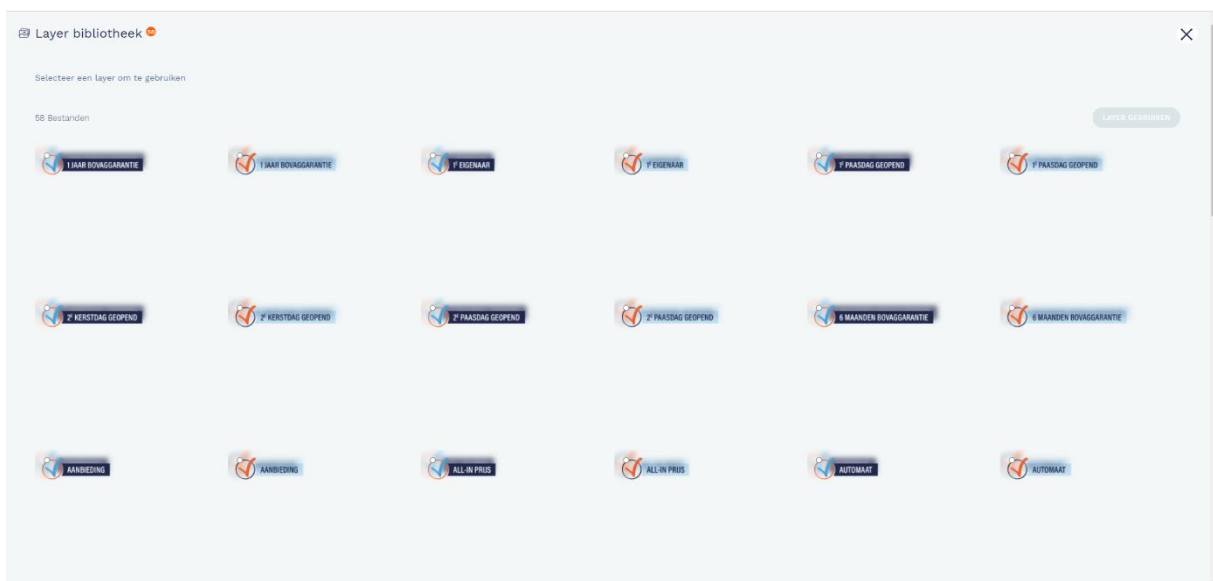 Layer bibliotheek
Selecteer een layer om te gebruiken
58 Bestanden
LAYER GEBRUIKEN
1 JAAR BOVAGGARANTIE
1 JAAR BOVAGGARANTIE
1E EIGENAAR
1E EIGENAAR
1E PAASDAG GEOPEND
1E PAASDAG GEOPEND
2E KERSTDAG GEOPEND
2E KERSTDAG GEOPEND
2E PAASDAG GEOPEND
2E PAASDAG GEOPEND
6 MAANDEN BOVAGGARANTIE
6 MAANDEN BOVAGGARANTIE
AANBIEDING
AANBIEDING
ALL-IN PRIJS
ALL-IN PRIJS
AUTOMAAT
AUTOMAAT